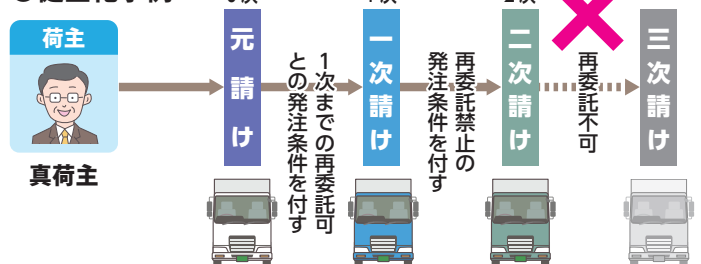 荷主
真荷主
元請け
1次までの再委託可
との発注条件を付す
一次請け
再委託禁止の
発注条件を付す
二次請け
再委託不可
三次請け